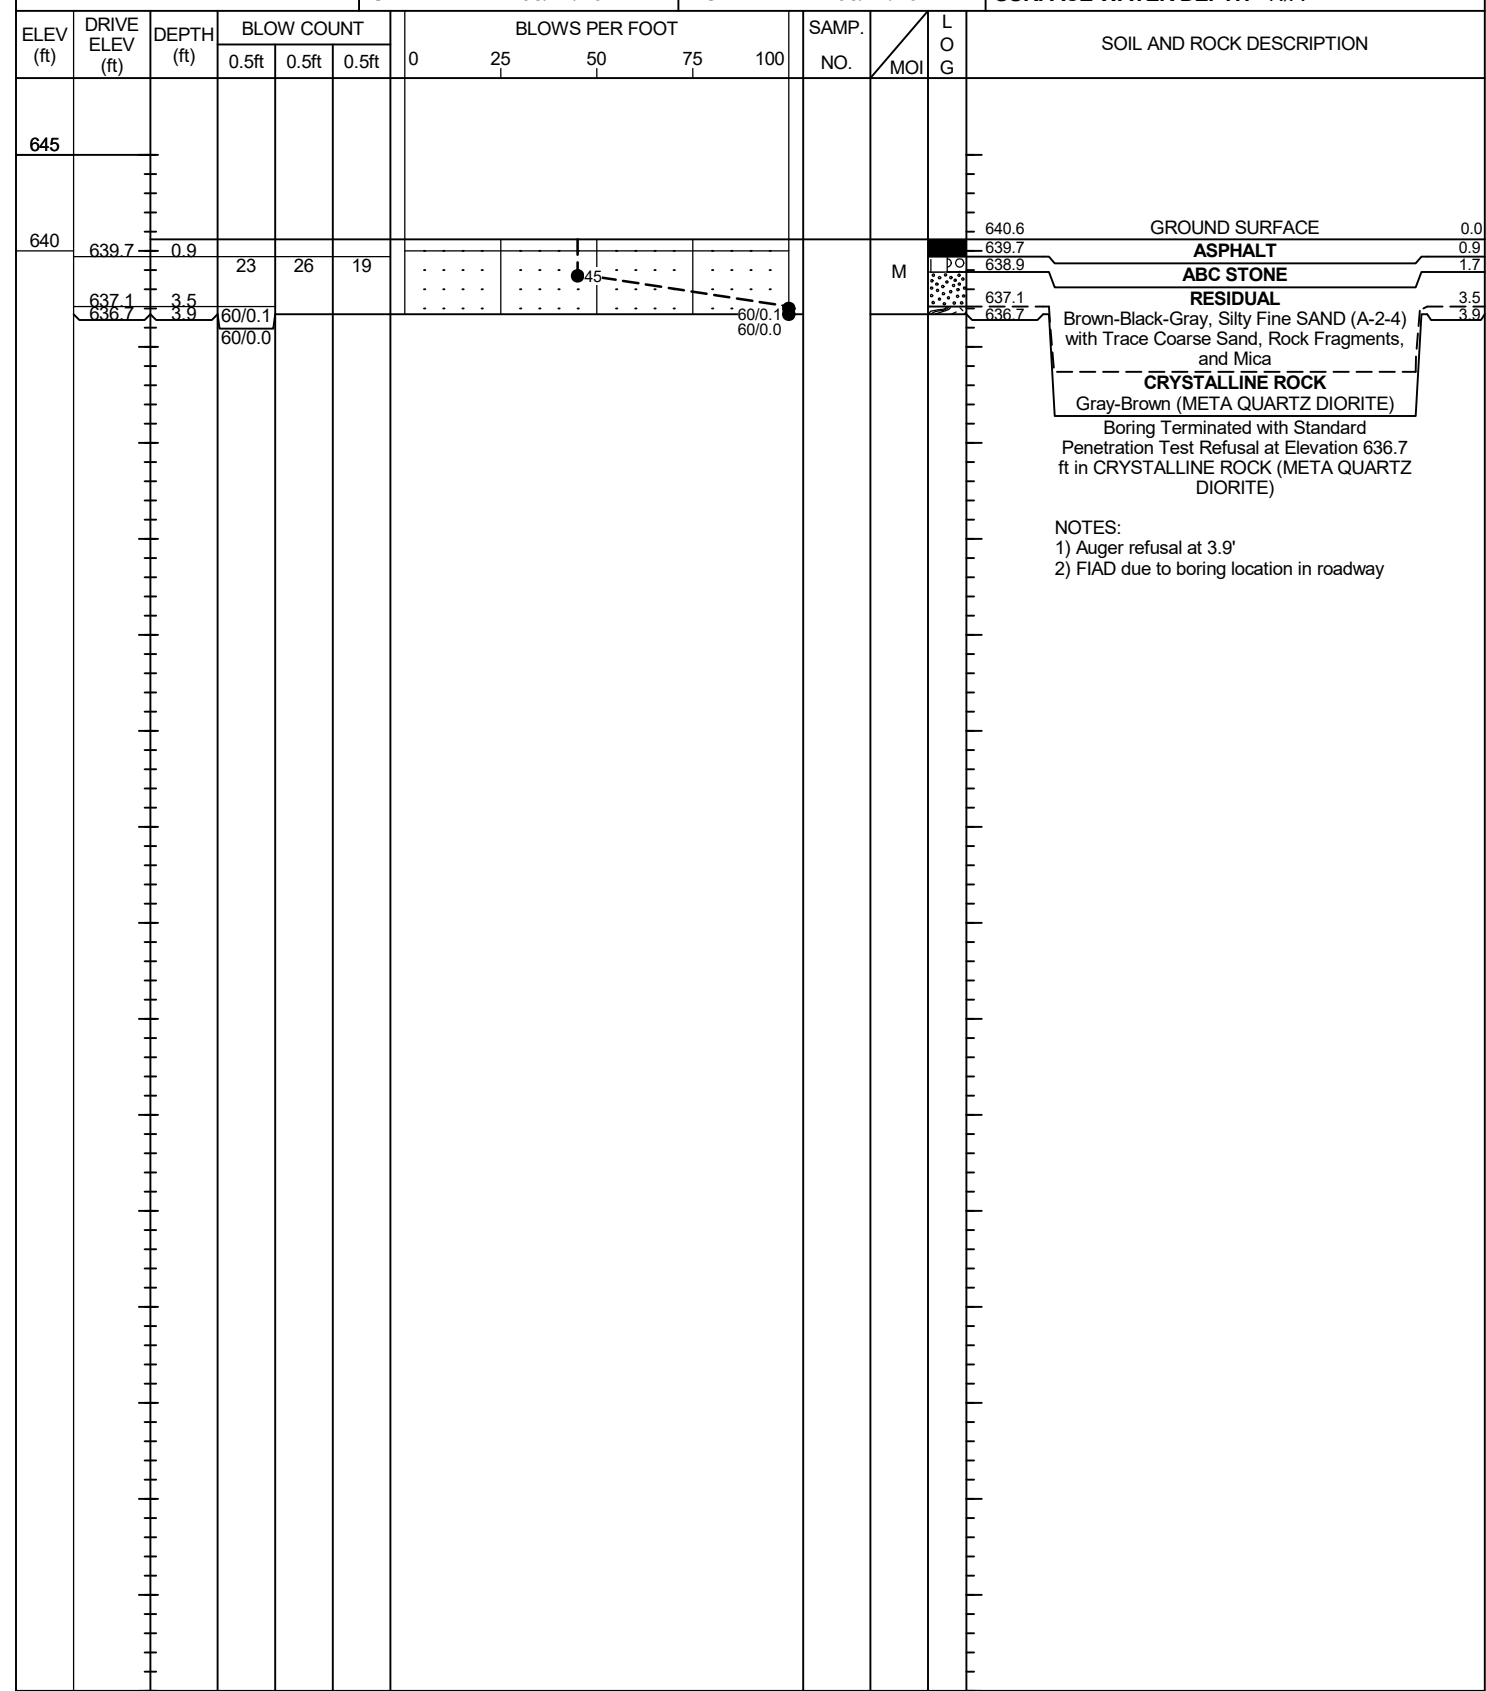 ELEV
(ft)
DRIVE
ELEV
(ft)
DEPTH
(ft)
BLOW COUNT
0.5ft 0.5ft 0.5ft
BLOWS PER FOOT
0 25 50 75 100
SAMP.
NO.
MOI
L
O
G
SOIL AND ROCK DESCRIPTION
645
640.6 GROUND SURFACE 0.0
640
639.7 0.9
639.7 ASPHALT 0.9
23 26 19
45
M
638.9 1.7
ABC STONE
637.1 3.5
637.1 RESIDUAL 3.5
636.7 3.9 60/0.1
60/0.1
636.7 3.9
60/0.0
60/0.0
Brown-Black-Gray, Silty Fine SAND (A-2-4)
with Trace Coarse Sand, Rock Fragments,
and Mica
CRYSTALLINE ROCK
Gray-Brown (META QUARTZ DIORITE)
Boring Terminated with Standard
Penetration Test Refusal at Elevation 636.7
ft in CRYSTALLINE ROCK (META QUARTZ
DIORITE)
NOTES:
1) Auger refusal at 3.9'
2) FIAD due to boring location in roadway